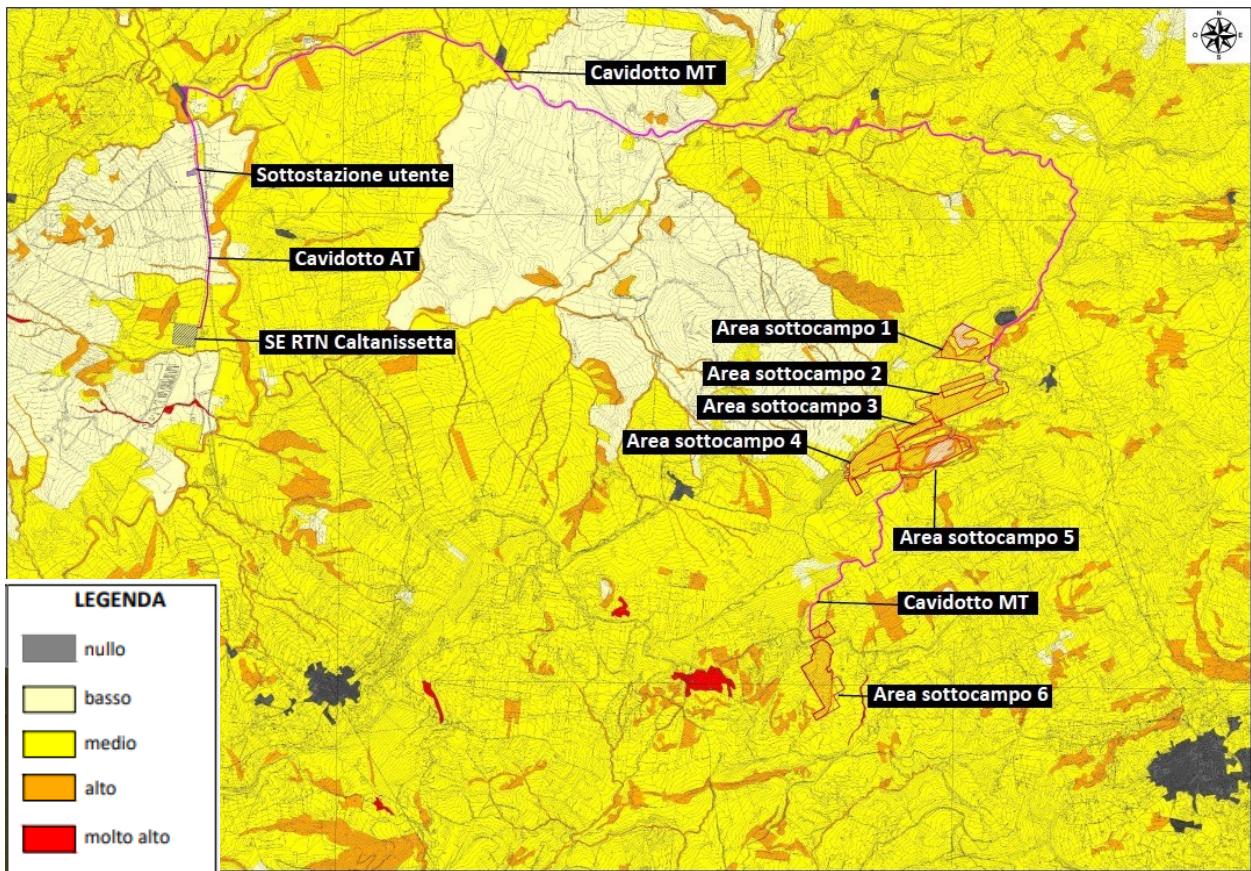 N
O E
S
Cavidotto MT
Sottostazione utente
Cavidotto AT
SE RTN Caltanissetta
Area sottocampo 1
Area sottocampo 2
Area sottocampo 3
Area sottocampo 4
Area sottocampo 5
Cavidotto MT
Area sottocampo 6
LEGENDA
nullo
basso
medio
alto
molto alto